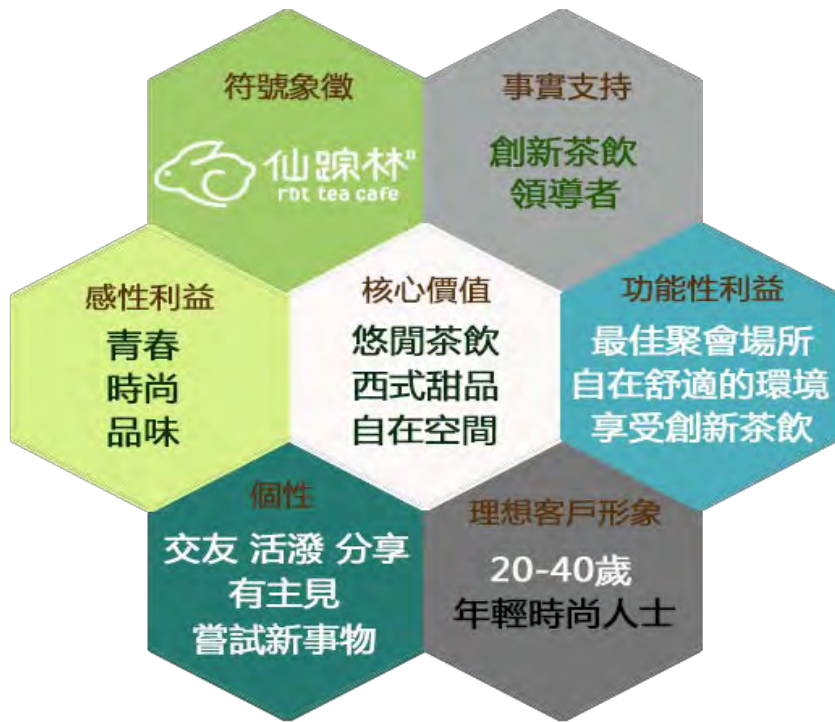 符號象徵
仙踪林
rbt tea cafe
事實支持
創新茶飲
領導者
感性利益
青春
時尚
品味
核心價值
悠閒茶飲
西式甜品
自在空間
功能性利益
最佳聚會場所
自在舒適的環境
享受創新茶飲
個性
交友 活潑 分享
有主見
嘗試新事物
理想客戶形象
20-40歲
年輕時尚人士